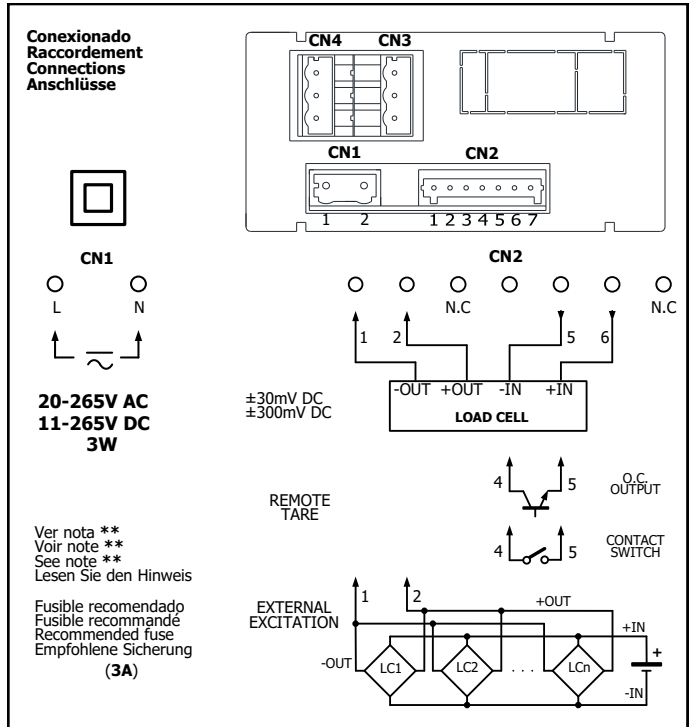 Conexionado
Raccordement
Connections
Anschlüsse
CN4 CN3
CN1 CN2
1 2 1 2 3 4 5 6 7
CN1
L N
20-265V AC
11-265V DC
3W
CN2
N.C N.C
1 2 5 6
-OUT +OUT -IN +IN
LOAD CELL
±30mV DC
±300mV DC
REMOTE
TARE
4 5 O.C.
OUTPUT
4 5 CONTACT
SWITCH
Ver nota **
Voir note **
See note **
Lesen Sie den Hinweis
Fusible recomendado
Fusible recommandé
Recommended fuse
Empfohlene Sicherung
(3A)
EXTERNAL
EXCITATION
1 2 +OUT
+IN
-OUT LC1 LC2 . . . LCn +
-IN